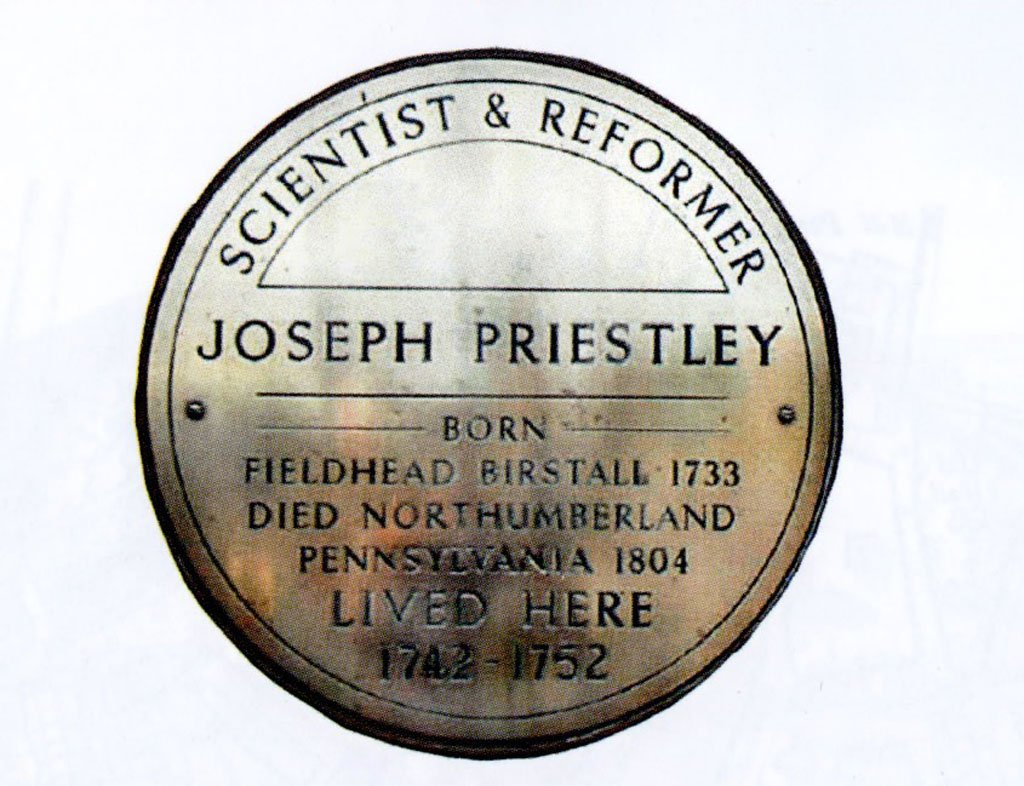 SCIENTIST & REFORMER
JOSEPH PRIESTLEY
BORN
FIELDHEAD BIRSTALL 1733
DIED NORTHUMBERLAND
PENNSYLVANIA 1804
LIVED HERE
1742-1752